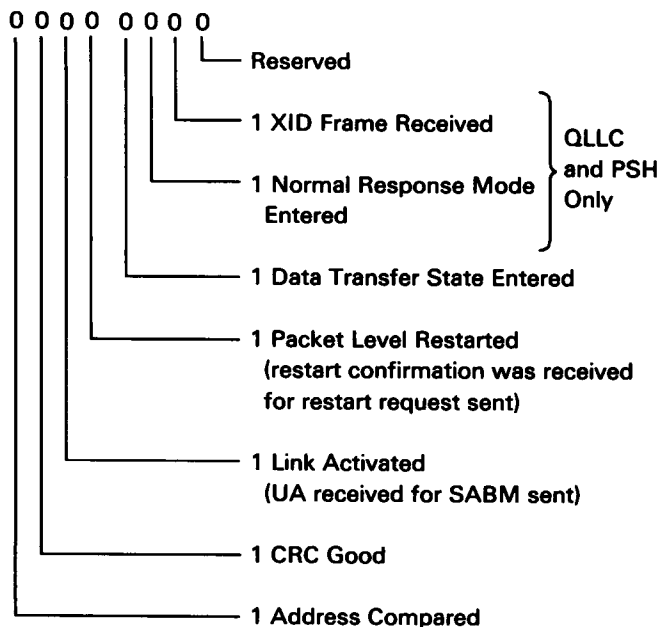 0 0 0 0 0 0 0 0
Reserved
1 XID Frame Received
1 Normal Response Mode
Entered
QLLC
and PSH
Only
1 Data Transfer State Entered
1 Packet Level Restarted
(restart confirmation was received
for restart request sent)
1 Link Activated
(UA received for SABM sent)
1 CRC Good
1 Address Compared